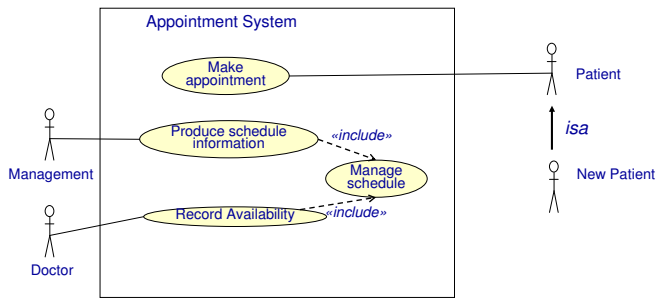 Appointment System
Make
appointment
Patient
isa
Produce schedule
information
«include»
Management
Manage
schedule
New Patient
Record Availability
«include»
Doctor